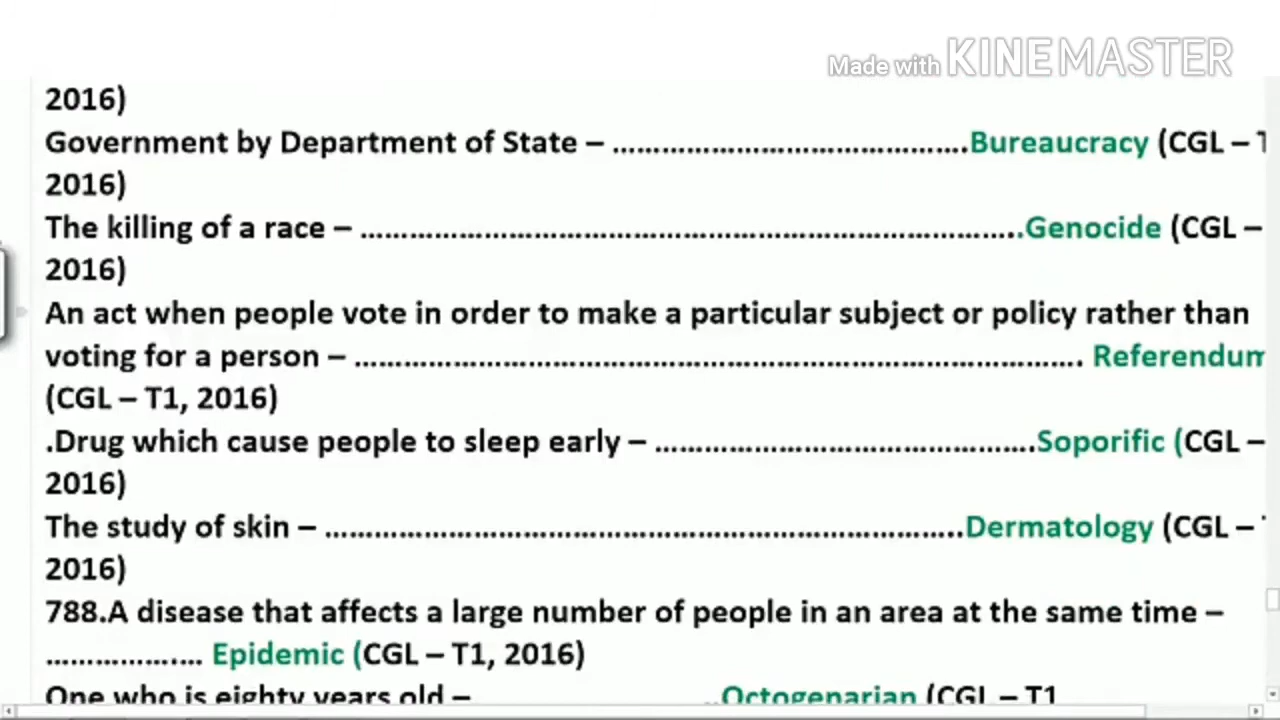 Made with KINEMASTER
2016)
Government by Department of State – ………………………………….Bureaucracy (CGL –
2016)
The killing of a race – ………………………………………………………………..Genocide (CGL –
2016)
An act when people vote in order to make a particular subject or policy rather than
voting for a person – ………………………………………………………………………. Referendum
(CGL – T1, 2016)
.Drug which cause people to sleep early – …………………………………….Soporific (CGL –
2016)
The study of skin – ……………………………………………………………..Dermatology (CGL –
2016)
788.A disease that affects a large number of people in an area at the same time –
……………….… Epidemic (CGL – T1, 2016)
One who is eighty years old – ..Octogenarian (CGL – T1